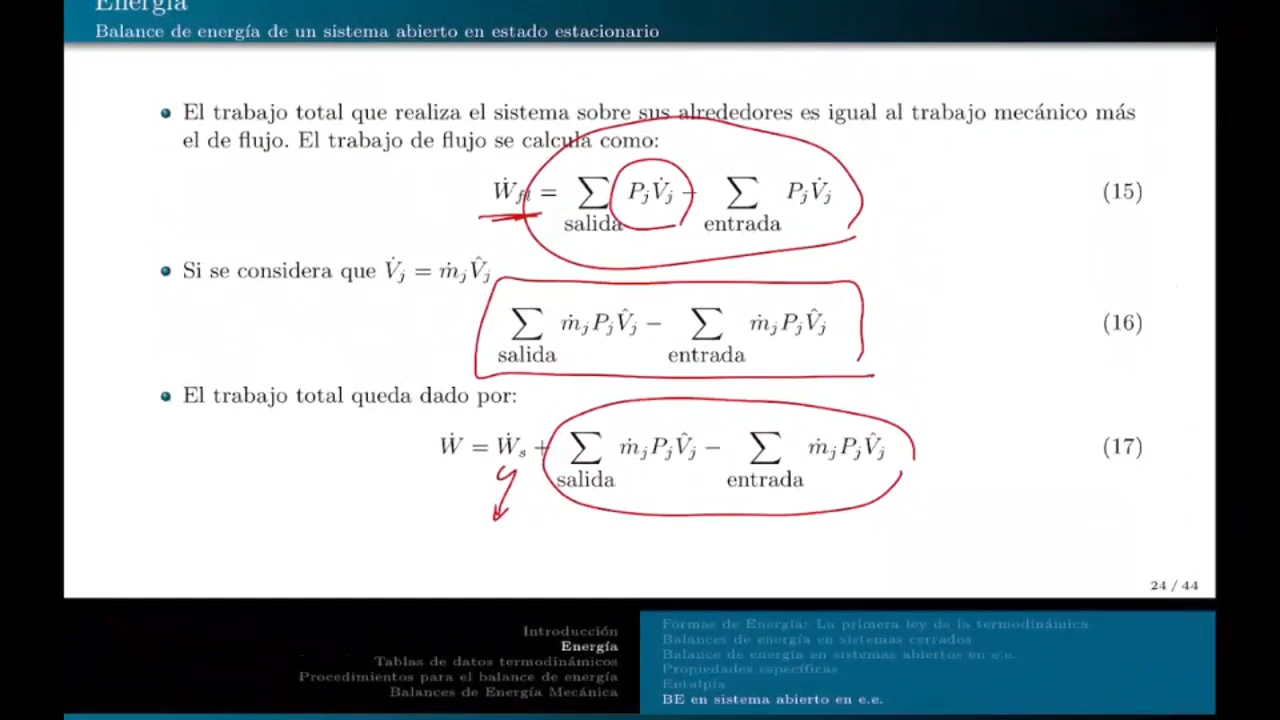 Energía
Balance de energía de un sistema abierto en estado estacionario
El trabajo total que realiza el sistema sobre sus alrededores es igual al trabajo mecánico más
el de flujo. El trabajo de flujo se calcula como:
Ẇ_fl = ∑_salida P_j V̇_j − ∑_entrada P_j V̇_j (15)
Si se considera que V̇_j = ṁ_j V̂_j
∑_salida ṁ_j P_j V̂_j − ∑_entrada ṁ_j P_j V̂_j (16)
El trabajo total queda dado por:
Ẇ = Ẇ_s + ∑_salida ṁ_j P_j V̂_j − ∑_entrada ṁ_j P_j V̂_j (17)
24 / 44
Introducción
Energía
Tablas de datos termodinámicos
Procedimientos para el balance de energía
Balances de Energía Mecánica
Formas de Energía: La primera ley de la termodinámica
Balances de energía en sistemas cerrados
Balance de energía en sistemas abiertos en e.e.
Propiedades específicas
Entalpía
BE en sistema abierto en e.e.